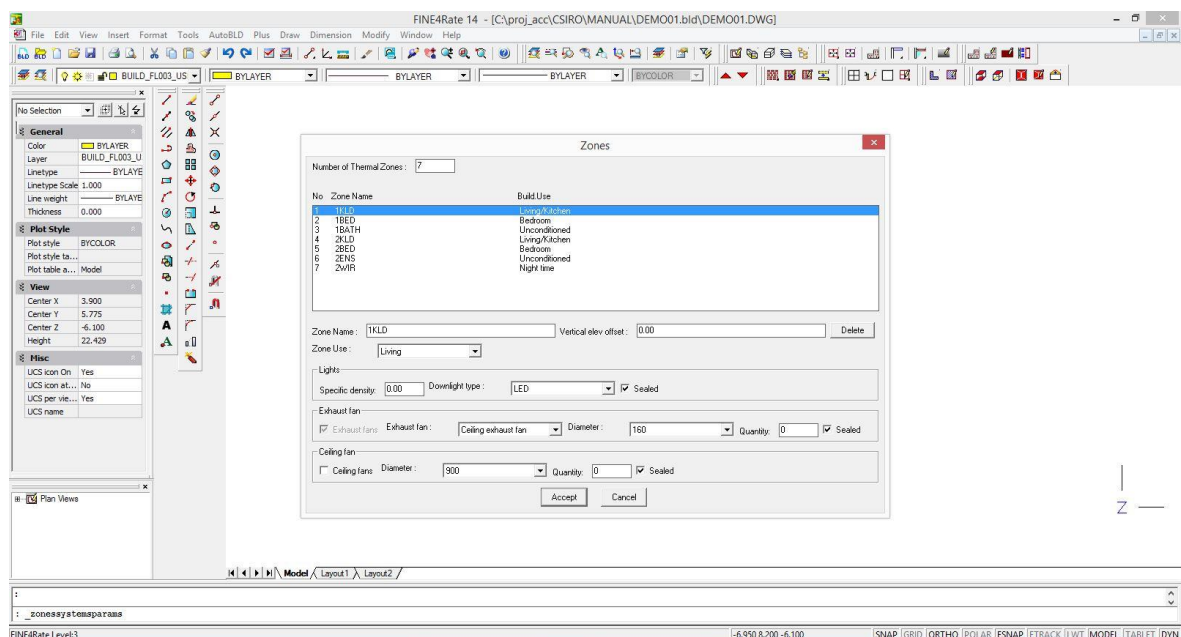 FINE4Rate 14 - [C:\proj_acc\CSIRO\MANUAL\DEMO01.bld\DEMO01.DWG]
File Edit View Insert Format Tools AutoBLD Plus Draw Dimension Modify Window Help
BUILD_FL003_US BYLAYER BYLAYER BYLAYER BYCOLOR
No Selection
General
Color BYLAYER
Layer BUILD_FL003_U
Linetype BYLAYE
Linetype Scale 1.000
Line weight BYLAYE
Thickness 0.000
Plot Style
Plot style BYCOLOR
Plot style ta...
Plot table a... Model
View
Center X 3.900
Center Y 5.775
Center Z -6.100
Height 22.429
Misc
UCS icon On Yes
UCS icon at... No
UCS per vie... Yes
UCS name
Plan Views
Zones
Number of Thermal Zones : 7
No Zone Name Build.Use
1 1KLD Living/Kitchen
2 1BED Bedroom
3 1BATH Unconditioned
4 2KLD Living/Kitchen
5 2BED Bedroom
6 2ENS Unconditioned
7 2WIR Night time
Zone Name : 1KLD Vertical elev offset : 0.00 Delete
Zone Use : Living
Lights
Specific density: 0.00 Downlight type : LED Sealed
Exhaust fan
Exhaust fans Exhaust fan : Ceiling exhaust fan Diameter : 160 Quantity: 0 Sealed
Ceiling fan
Ceiling fans Diameter : 900 Quantity: 0 Sealed
Accept Cancel
Z
Model Layout1 Layout2
:
: _zonessystemsparams
FINE4Rate Level:3 -6.950,8.200,-6.100 SNAP GRID ORTHO POLAR ESNAP ETRACK LWT MODEL TABLET DYN